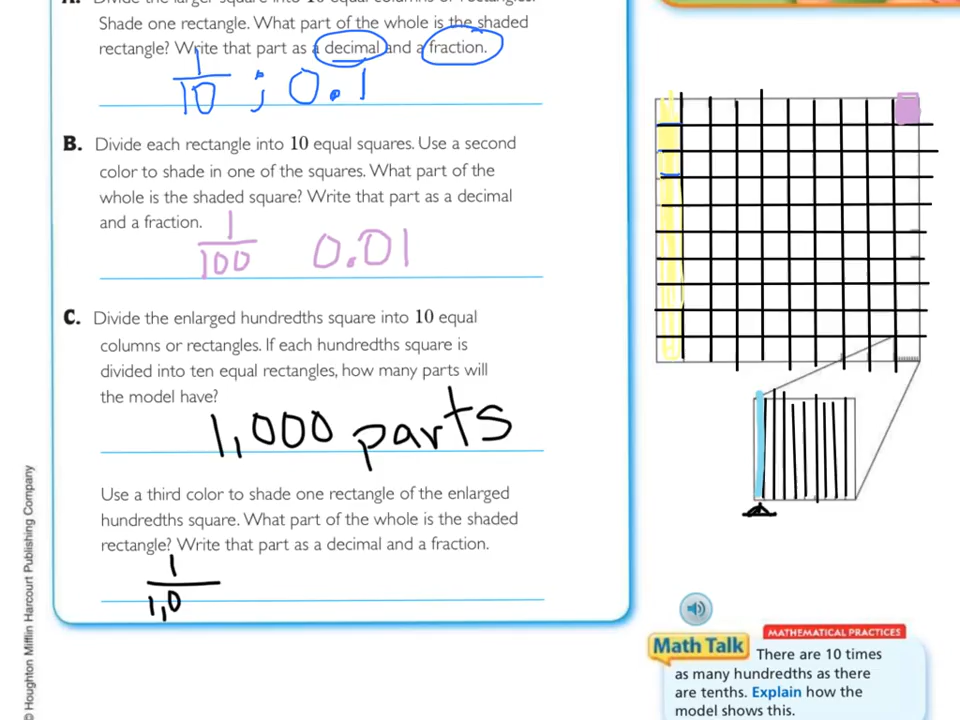 Shade one rectangle. What part of the whole is the shaded
rectangle? Write that part as a decimal and a fraction.
1/10 ; 0.1
B. Divide each rectangle into 10 equal squares. Use a second
color to shade in one of the squares. What part of the
whole is the shaded square? Write that part as a decimal
and a fraction.
1/100 0.01
C. Divide the enlarged hundredths square into 10 equal
columns or rectangles. If each hundredths square is
divided into ten equal rectangles, how many parts will
the model have?
1,000 parts
Use a third color to shade one rectangle of the enlarged
hundredths square. What part of the whole is the shaded
rectangle? Write that part as a decimal and a fraction.
1/1,0
© Houghton Mifflin Harcourt Publishing Company
MATHEMATICAL PRACTICES
Math Talk There are 10 times
as many hundredths as there
are tenths. Explain how the
model shows this.